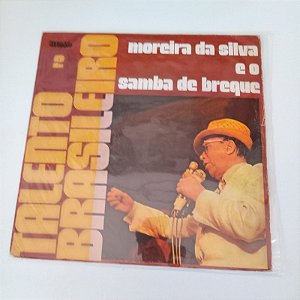 moreira da silva
e o
samba de breque
TALENTO
BRASILEIRO